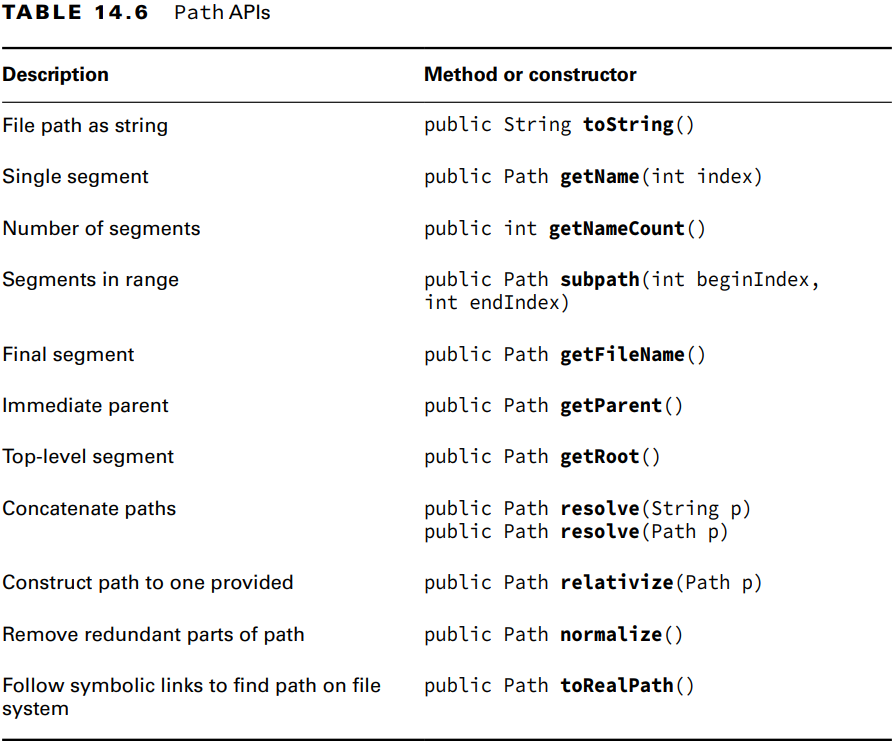 TABLE 14.6 Path APIs
Description Method or constructor
File path as string public String toString()
Single segment public Path getName(int index)
Number of segments public int getNameCount()
Segments in range public Path subpath(int beginIndex,
int endIndex)
Final segment public Path getFileName()
Immediate parent public Path getParent()
Top-level segment public Path getRoot()
Concatenate paths public Path resolve(String p)
public Path resolve(Path p)
Construct path to one provided public Path relativize(Path p)
Remove redundant parts of path public Path normalize()
Follow symbolic links to find path on file public Path toRealPath()
system